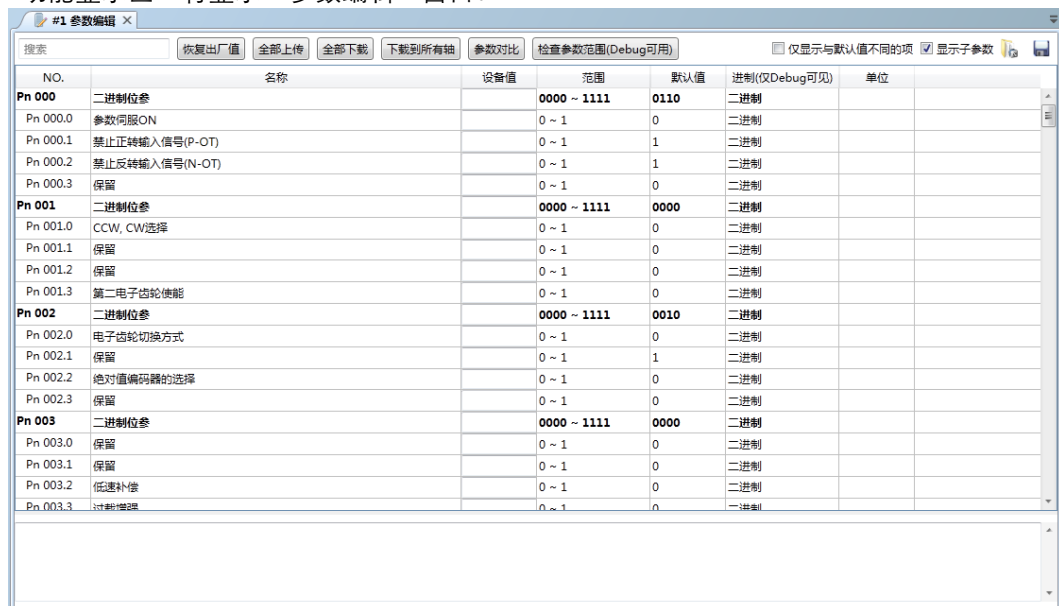 #1 参数编辑
搜索 恢复出厂值 全部上传 全部下载 下载到所有轴 参数对比 检查参数范围(Debug可用) 仅显示与默认值不同的项 显示子参数
NO. 名称 设备值 范围 默认值 进制(仅Debug可见) 单位
Pn 000 二进制位参 0000 ~ 1111 0110 二进制
Pn 000.0 参数伺服ON 0 ~ 1 0 二进制
Pn 000.1 禁止正转输入信号(P-OT) 0 ~ 1 1 二进制
Pn 000.2 禁止反转输入信号(N-OT) 0 ~ 1 1 二进制
Pn 000.3 保留 0 ~ 1 0 二进制
Pn 001 二进制位参 0000 ~ 1111 0000 二进制
Pn 001.0 CCW, CW选择 0 ~ 1 0 二进制
Pn 001.1 保留 0 ~ 1 0 二进制
Pn 001.2 保留 0 ~ 1 0 二进制
Pn 001.3 第二电子齿轮使能 0 ~ 1 0 二进制
Pn 002 二进制位参 0000 ~ 1111 0010 二进制
Pn 002.0 电子齿轮切换方式 0 ~ 1 0 二进制
Pn 002.1 保留 0 ~ 1 1 二进制
Pn 002.2 绝对值编码器的选择 0 ~ 1 0 二进制
Pn 002.3 保留 0 ~ 1 0 二进制
Pn 003 二进制位参 0000 ~ 1111 0000 二进制
Pn 003.0 保留 0 ~ 1 0 二进制
Pn 003.1 保留 0 ~ 1 0 二进制
Pn 003.2 低速补偿 0 ~ 1 0 二进制
Pn 003.3 过载增强 0 ~ 1 0 二进制